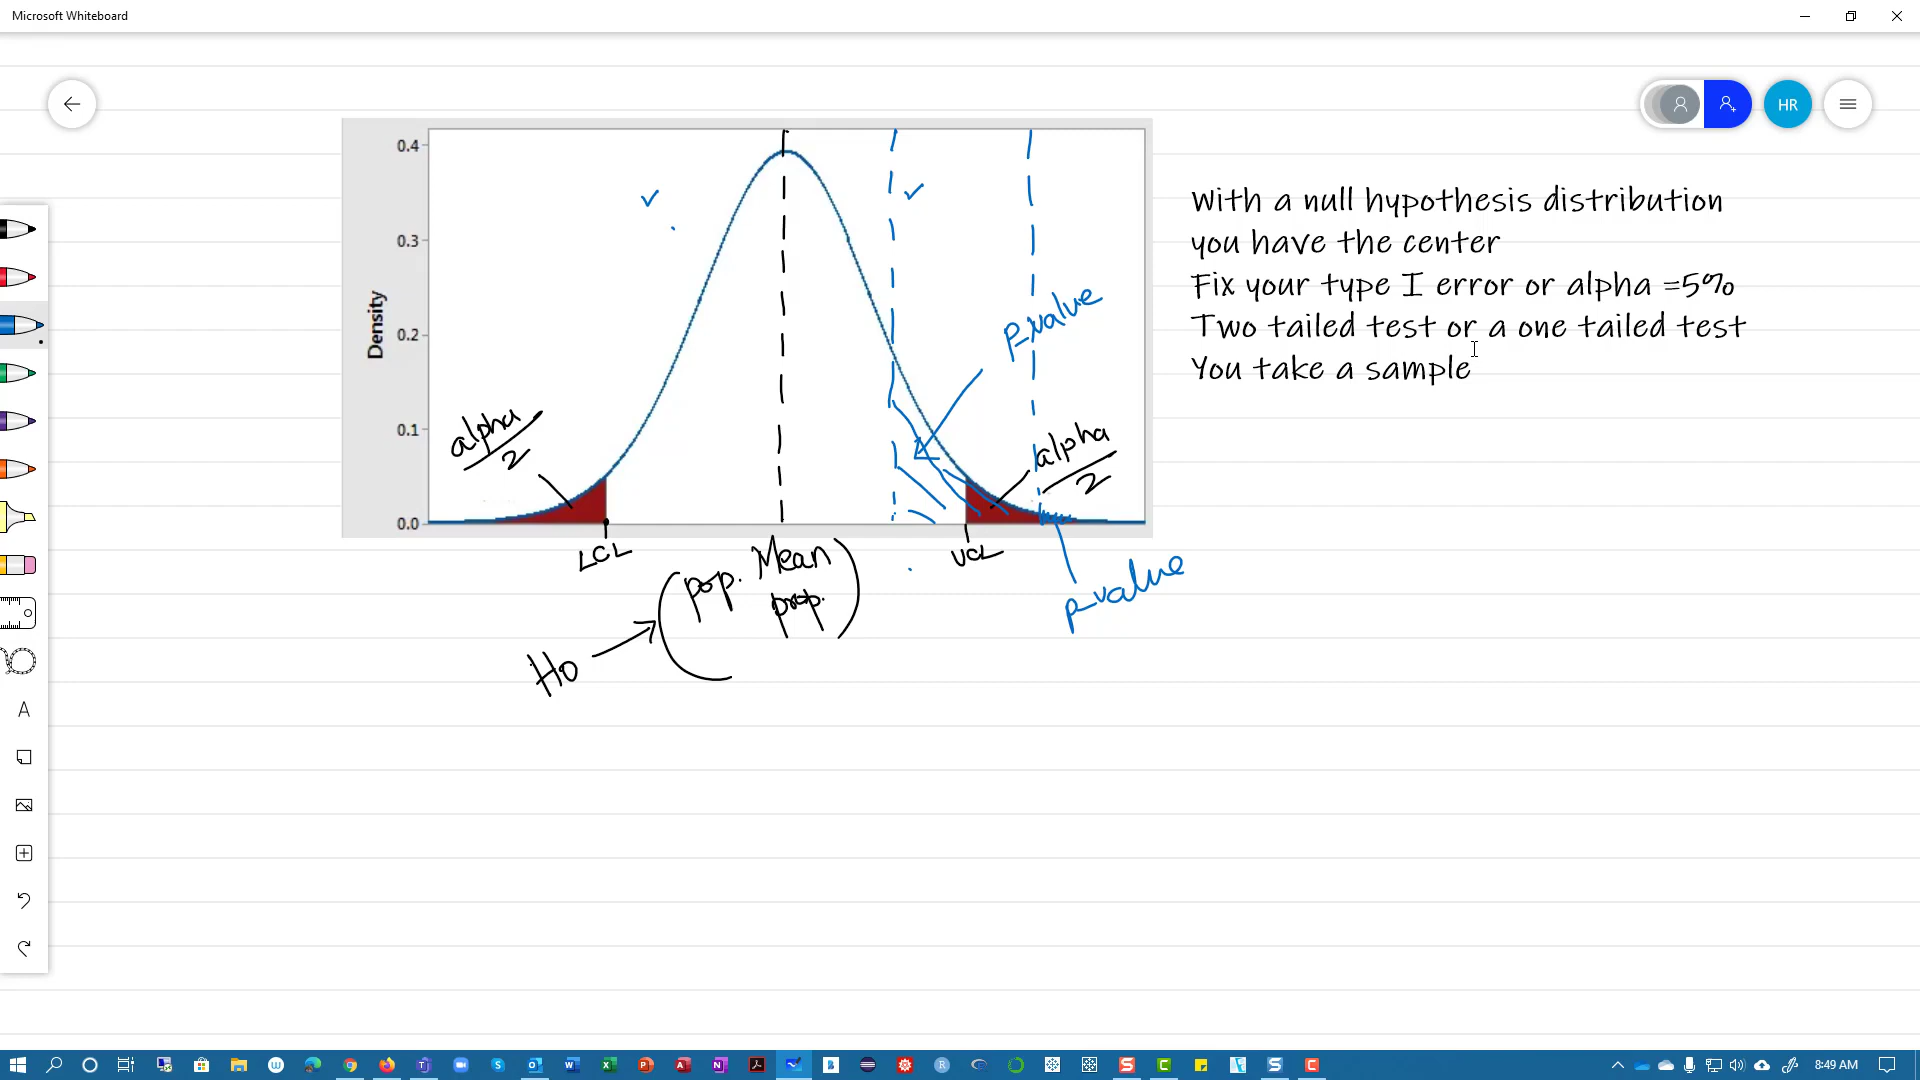 Microsoft Whiteboard
HR
With a null hypothesis distribution
you have the center
Fix your type I error or alpha =5%
Two tailed test or a one tailed test
You take a sample
0.4
0.3
0.2
0.1
0.0
Density
alpha
2
p-value
alpha
2
LCL
UCL
pop. Mean
prop.
Ho
p-value
A
8:49 AM